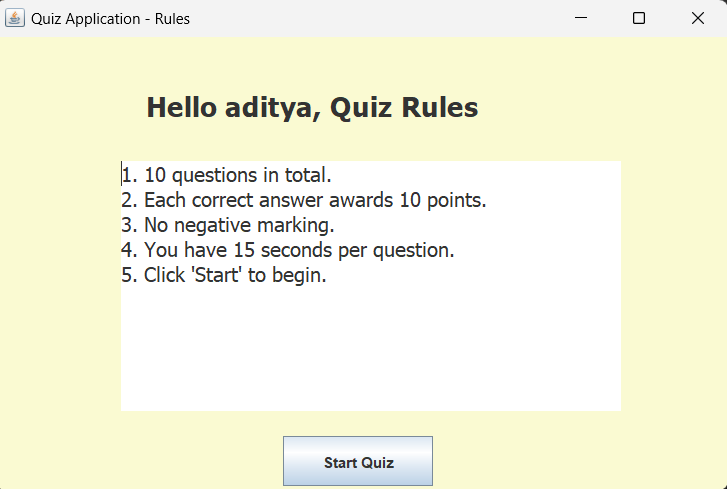 Quiz Application - Rules
Hello aditya, Quiz Rules
1. 10 questions in total.
2. Each correct answer awards 10 points.
3. No negative marking.
4. You have 15 seconds per question.
5. Click 'Start' to begin.
Start Quiz